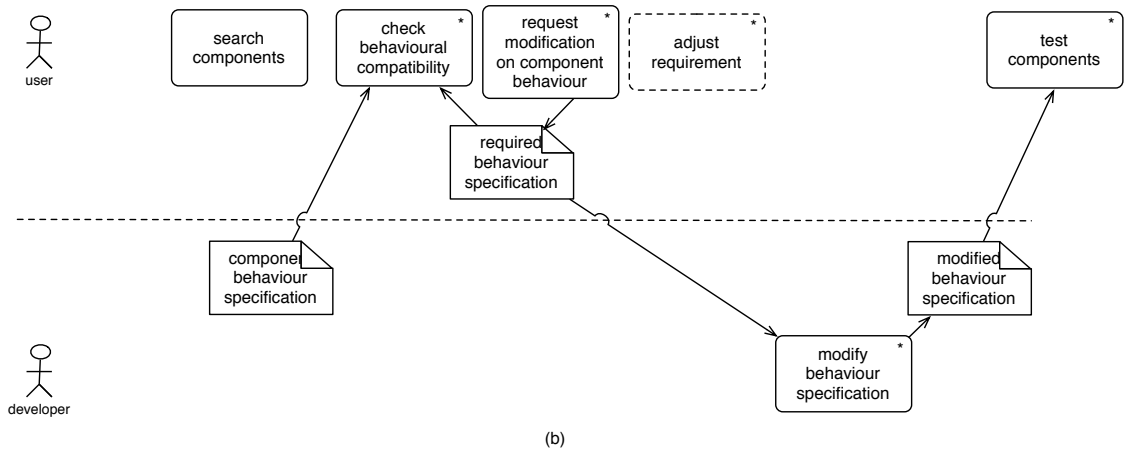 user
search
components
*
check
behavioural
compatibility
*
request
modification
on component
behaviour
*
adjust
requirement
*
test
components
required
behaviour
specification
componen
behaviour
specification
modified
behaviour
specification
developer
*
modify
behaviour
specification
(b)